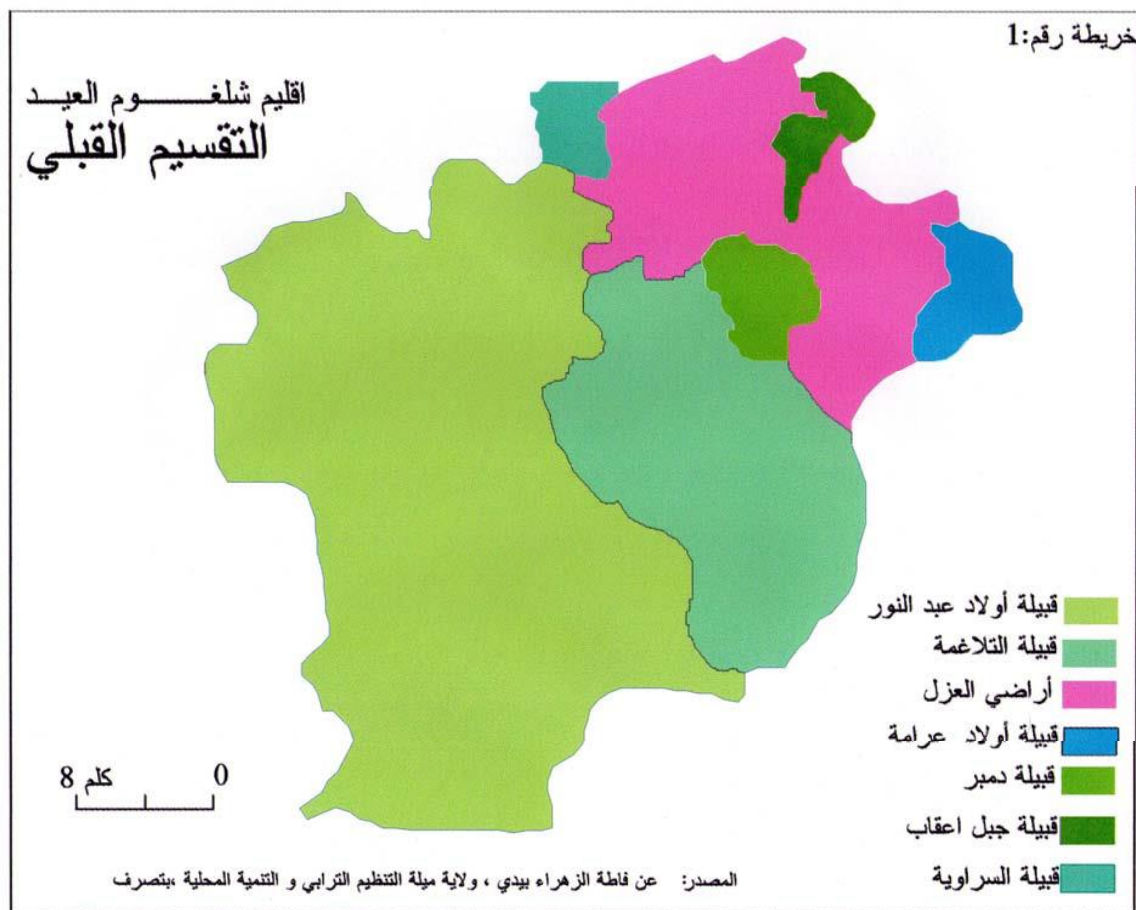 خريطة رقم:1
اقليم شلغوم العيد
التقسيم القبلي
قبيلة أولاد عبد النور
قبيلة التلاغمة
أراضي العزل
قبيلة أولاد عرامة
قبيلة دمبر
قبيلة جبل اعقاب
قبيلة السراوية
0 كلم 8
المصدر: عن فاطة الزهراء بيدي ، ولاية ميلة التنظيم الترابي و التنمية المحلية ،بتصرف